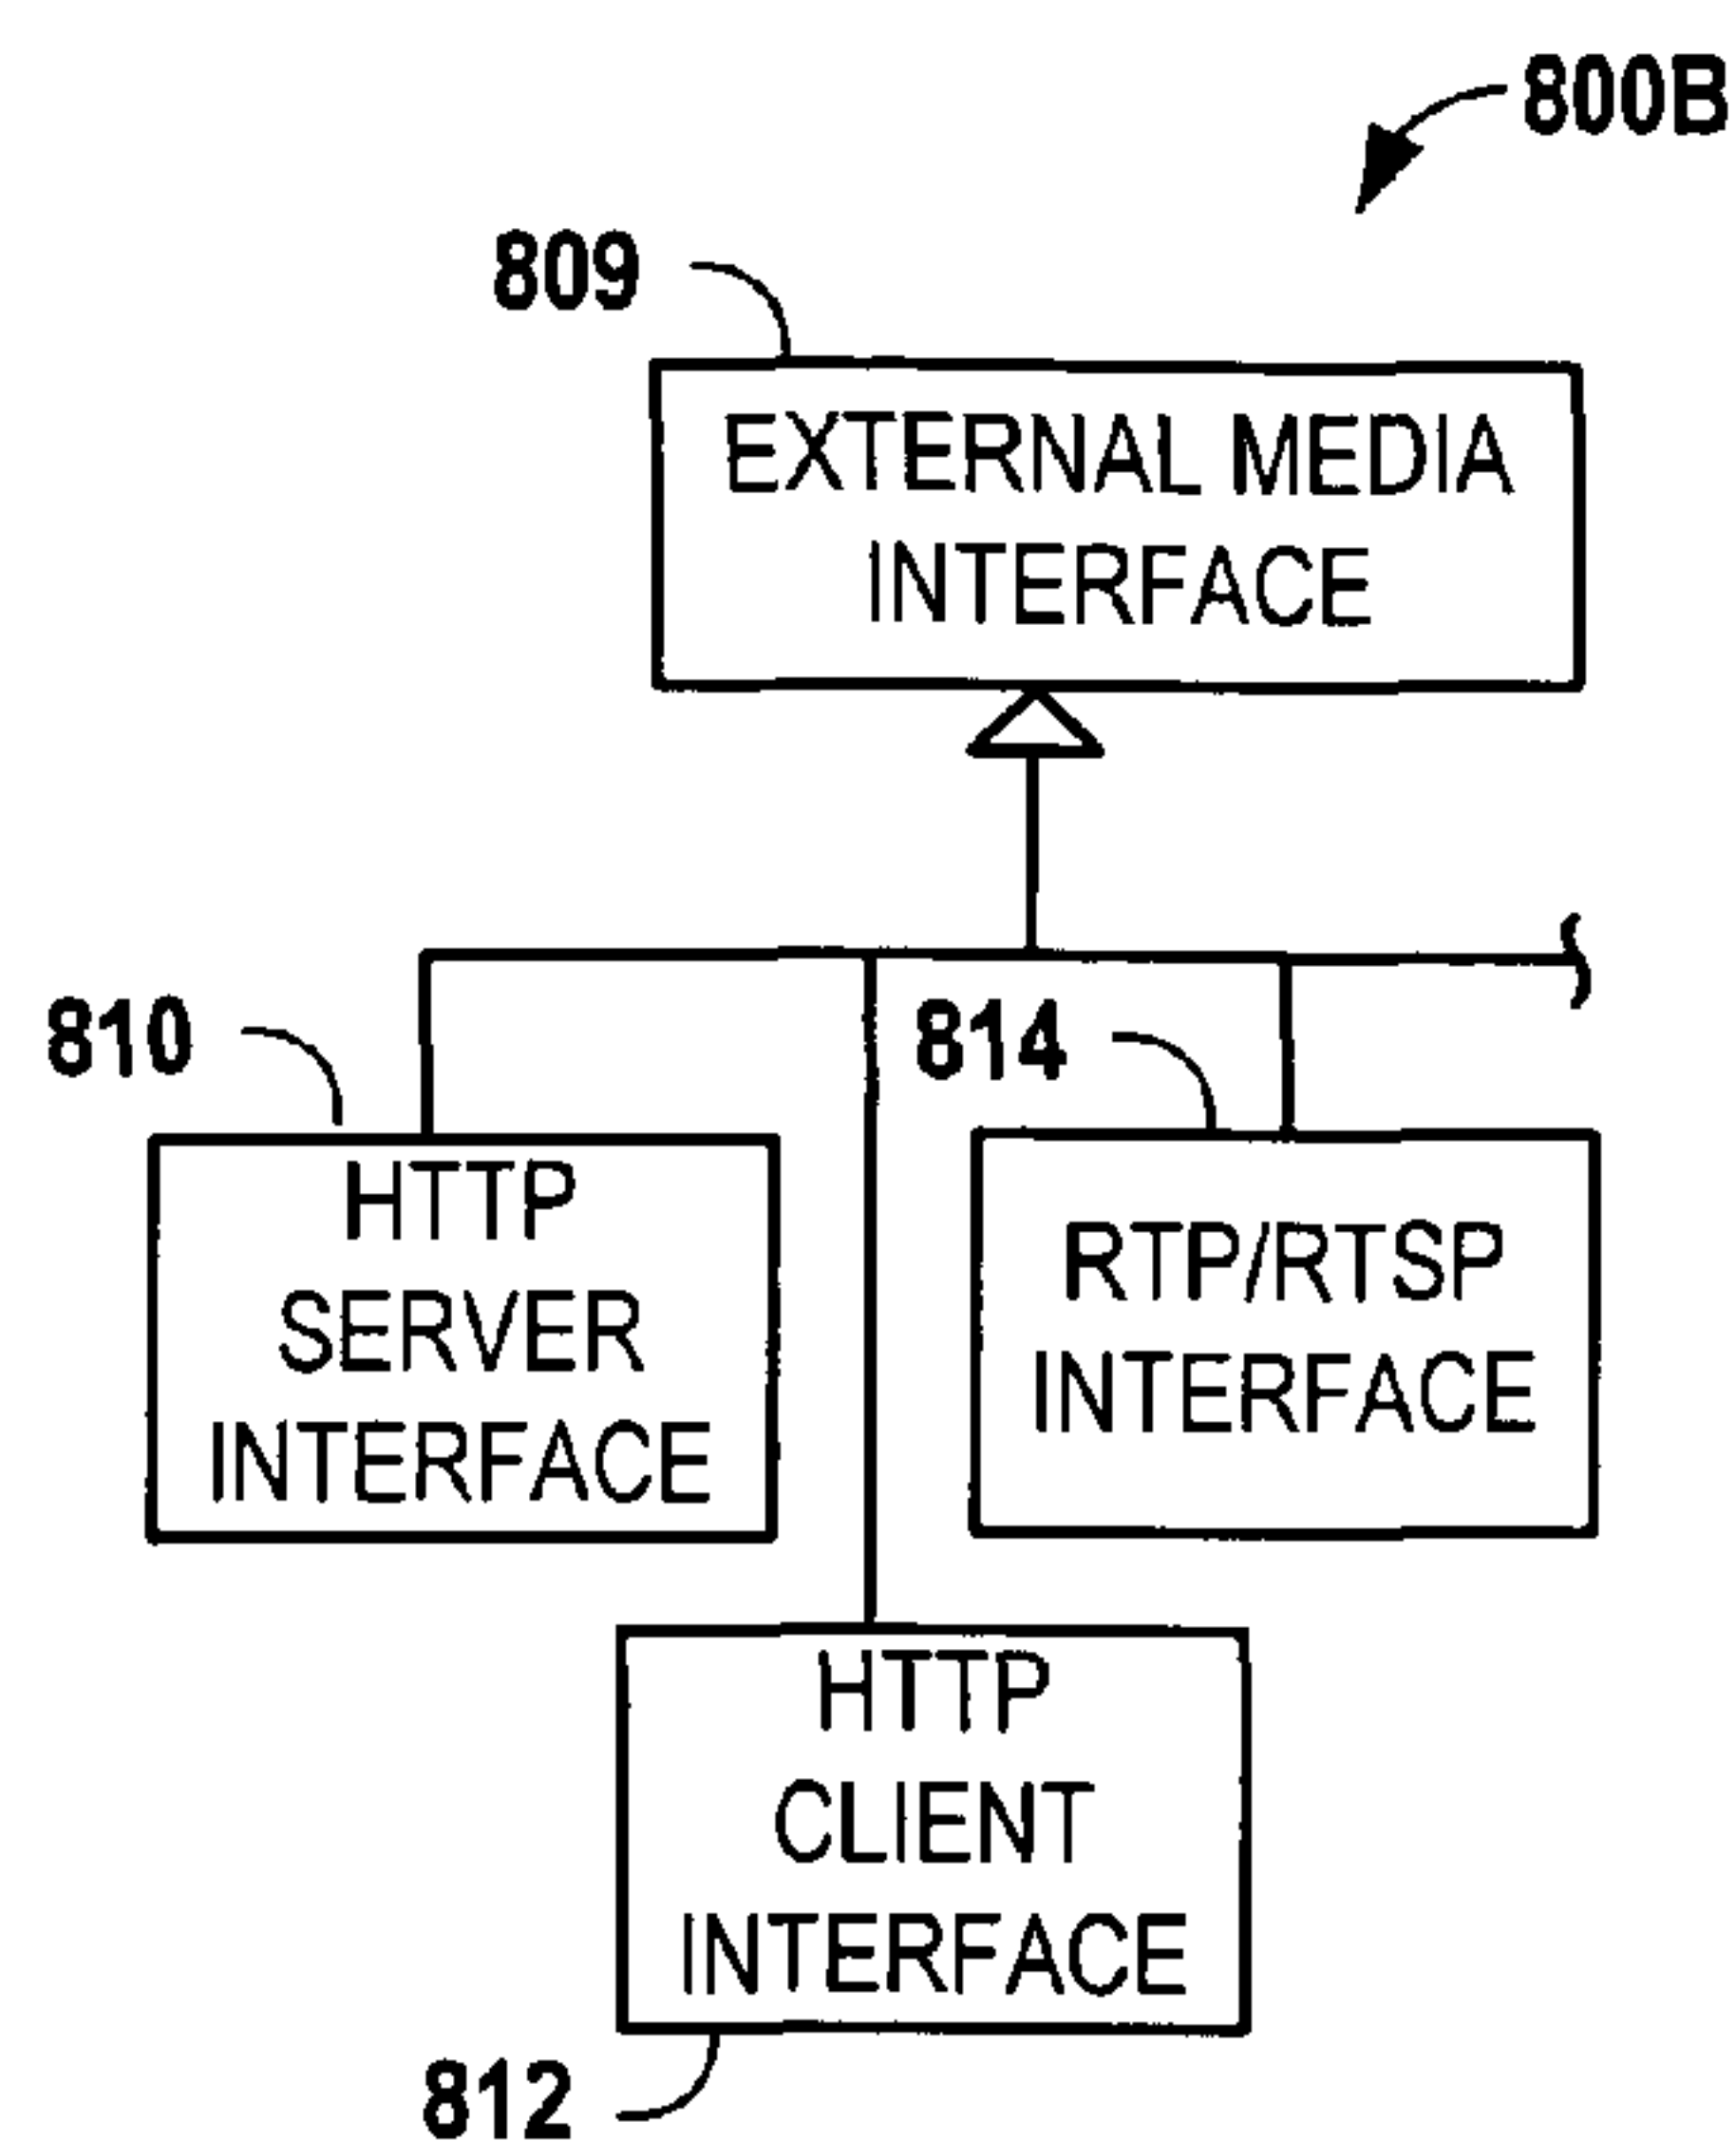 800B
809
EXTERNAL MEDIA
INTERFACE
810
814
HTTP
SERVER
INTERFACE
RTP/RTSP
INTERFACE
HTTP
CLIENT
INTERFACE
812